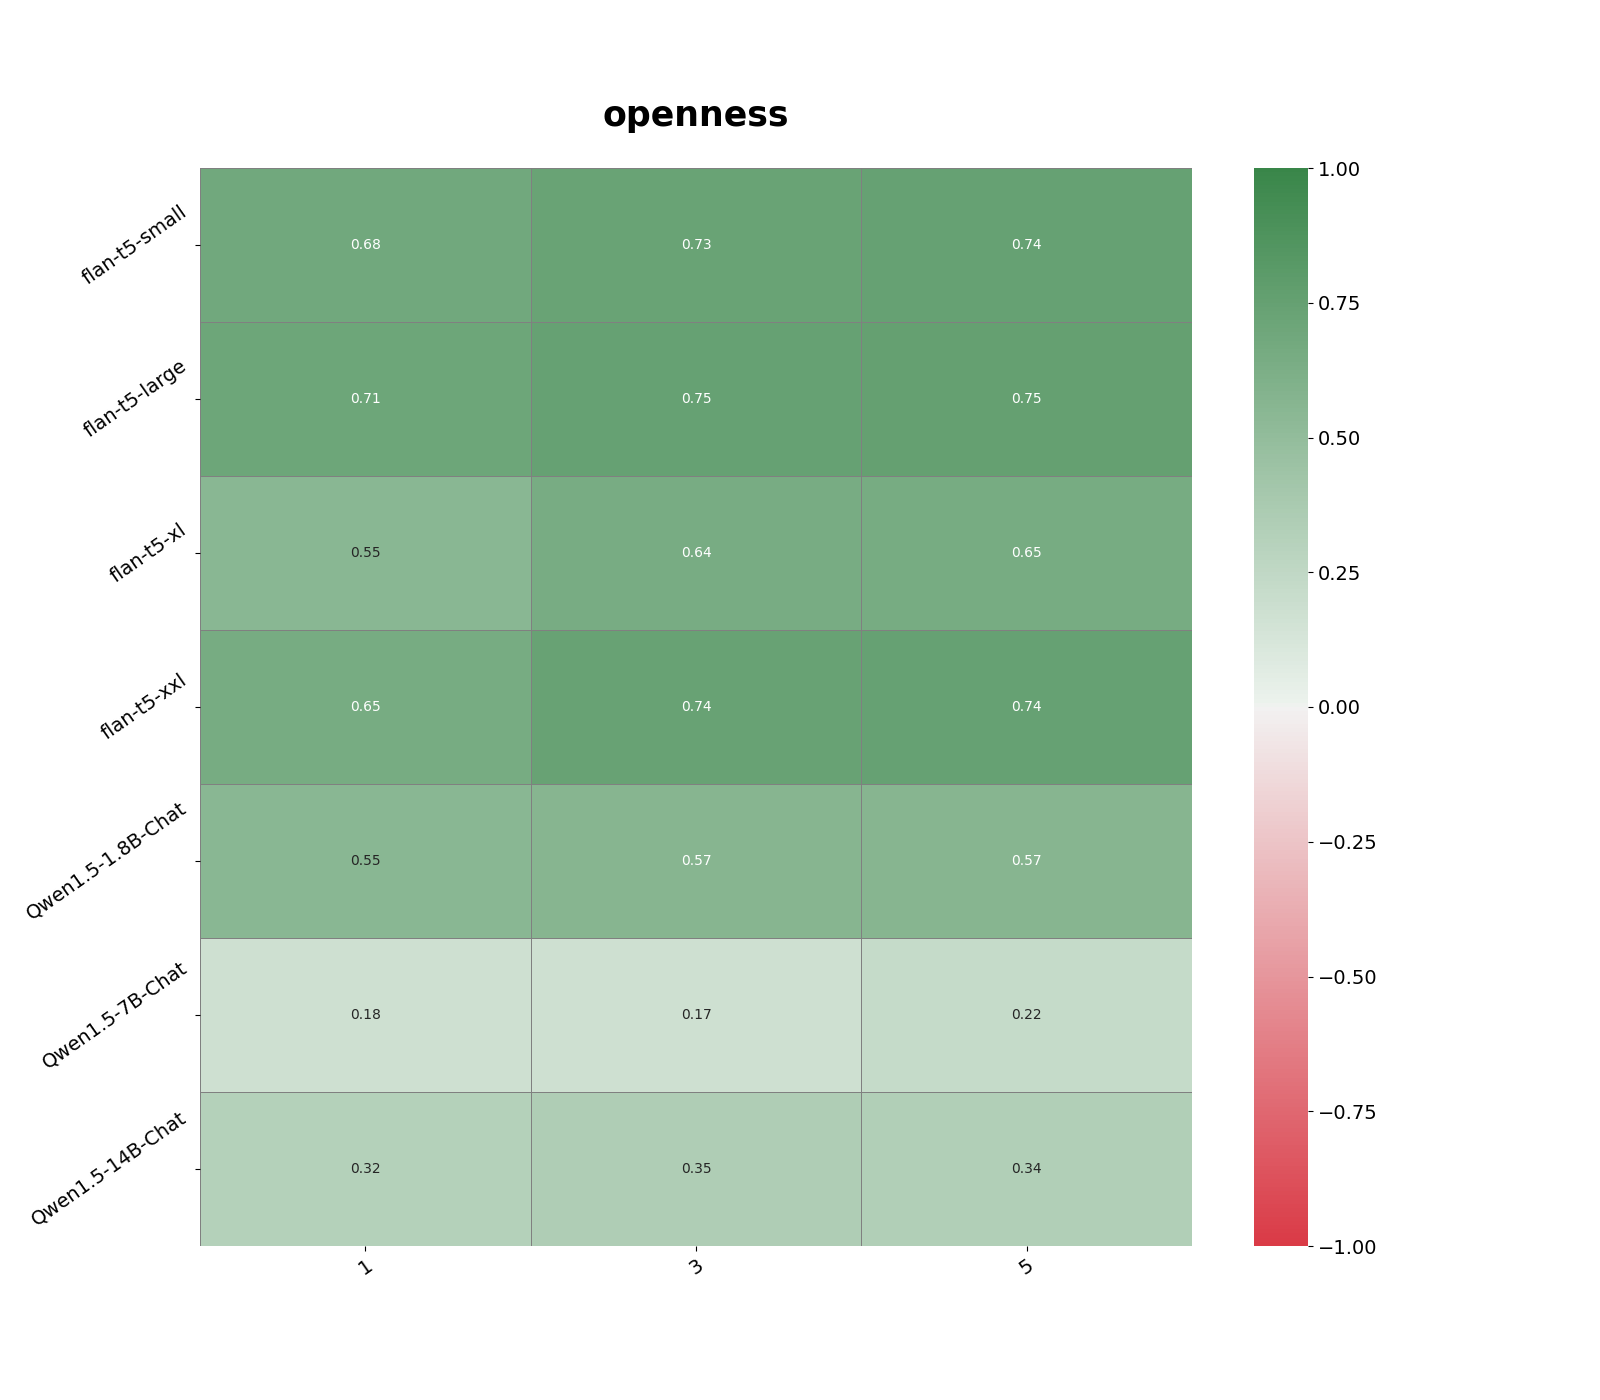 openness
flan-t5-small 0.68 0.73 0.74
flan-t5-large 0.71 0.75 0.75
flan-t5-xl 0.55 0.64 0.65
flan-t5-xxl 0.65 0.74 0.74
Qwen1.5-1.8B-Chat 0.55 0.57 0.57
Qwen1.5-7B-Chat 0.18 0.17 0.22
Qwen1.5-14B-Chat 0.32 0.35 0.34
1 3 5
1.00
0.75
0.50
0.25
0.00
−0.25
−0.50
−0.75
−1.00